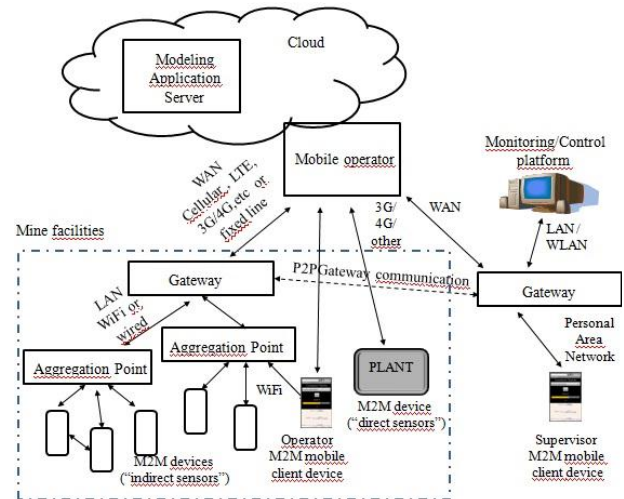 Cloud
Modeling
Application
Server
Mobile operator
Monitoring/Control
platform
WAN
Cellular, LTE,
3G/4G,etc or
fixed line
3G/
4G/
other
WAN
LAN/
WLAN
Mine facilities
Gateway
P2PGateway communication
Gateway
LAN
WiFi or
wired
Aggregation Point
Aggregation Point
Personal
Area
Network
PLANT
WiFi
M2M device
("direct sensors")
M2M devices
("indirect sensors")
Operator
M2M mobile
client device
Supervisor
M2M mobile
client device